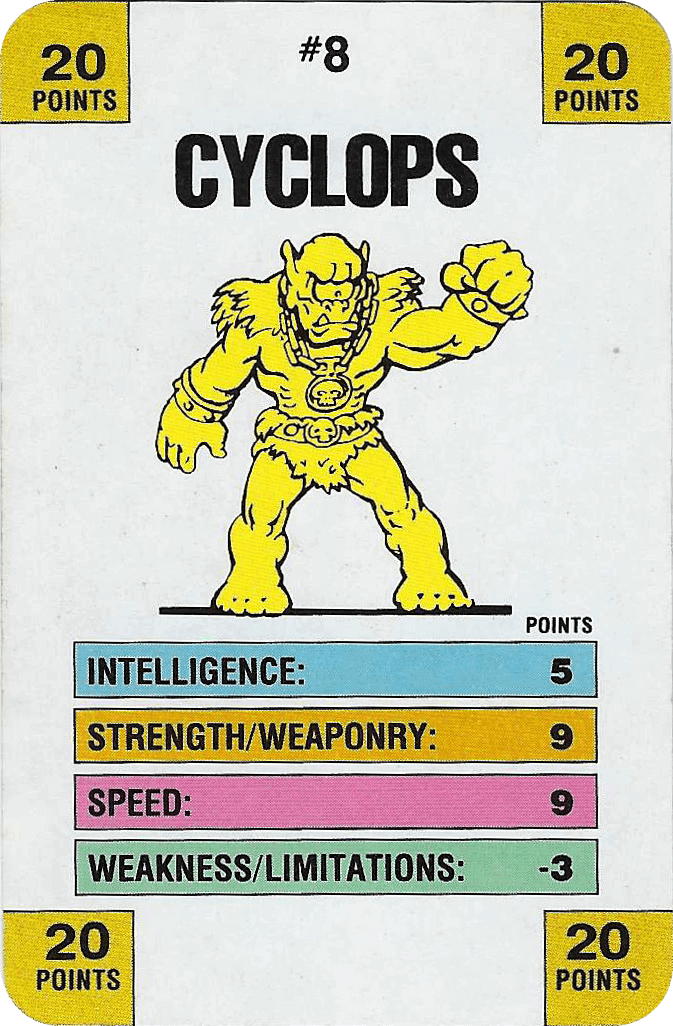 20
POINTS
#8
20
POINTS
CYCLOPS
POINTS
INTELLIGENCE: 5
STRENGTH/WEAPONRY: 9
SPEED: 9
WEAKNESS/LIMITATIONS: -3
20
POINTS
20
POINTS